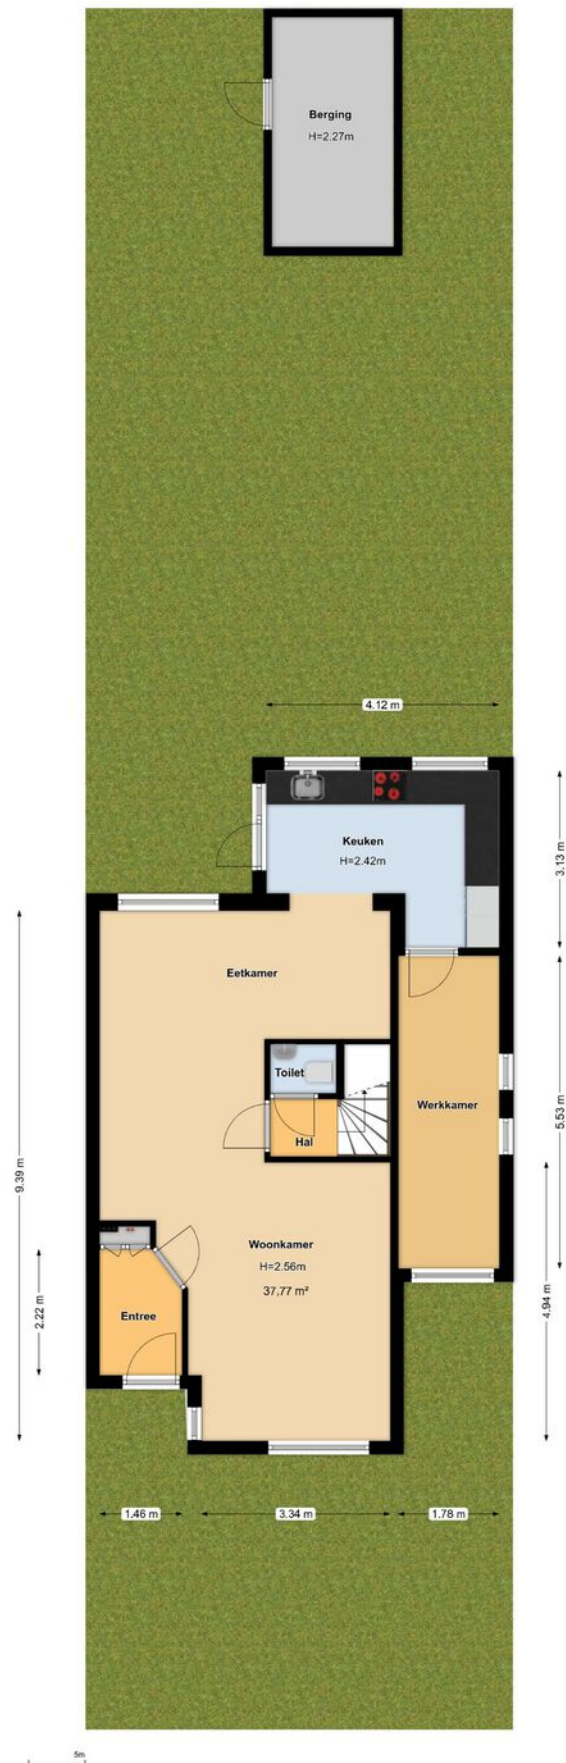 Berging
H=2.27m
4.12 m
Keuken
H=2.42m
3.13 m
Eetkamer
Toilet
Werkkamer
Hal
5.53 m
9.39 m
Woonkamer
H=2.56m
37,77 m²
Entree
2.22 m
4.94 m
1.46 m
3.34 m
1.78 m
5m